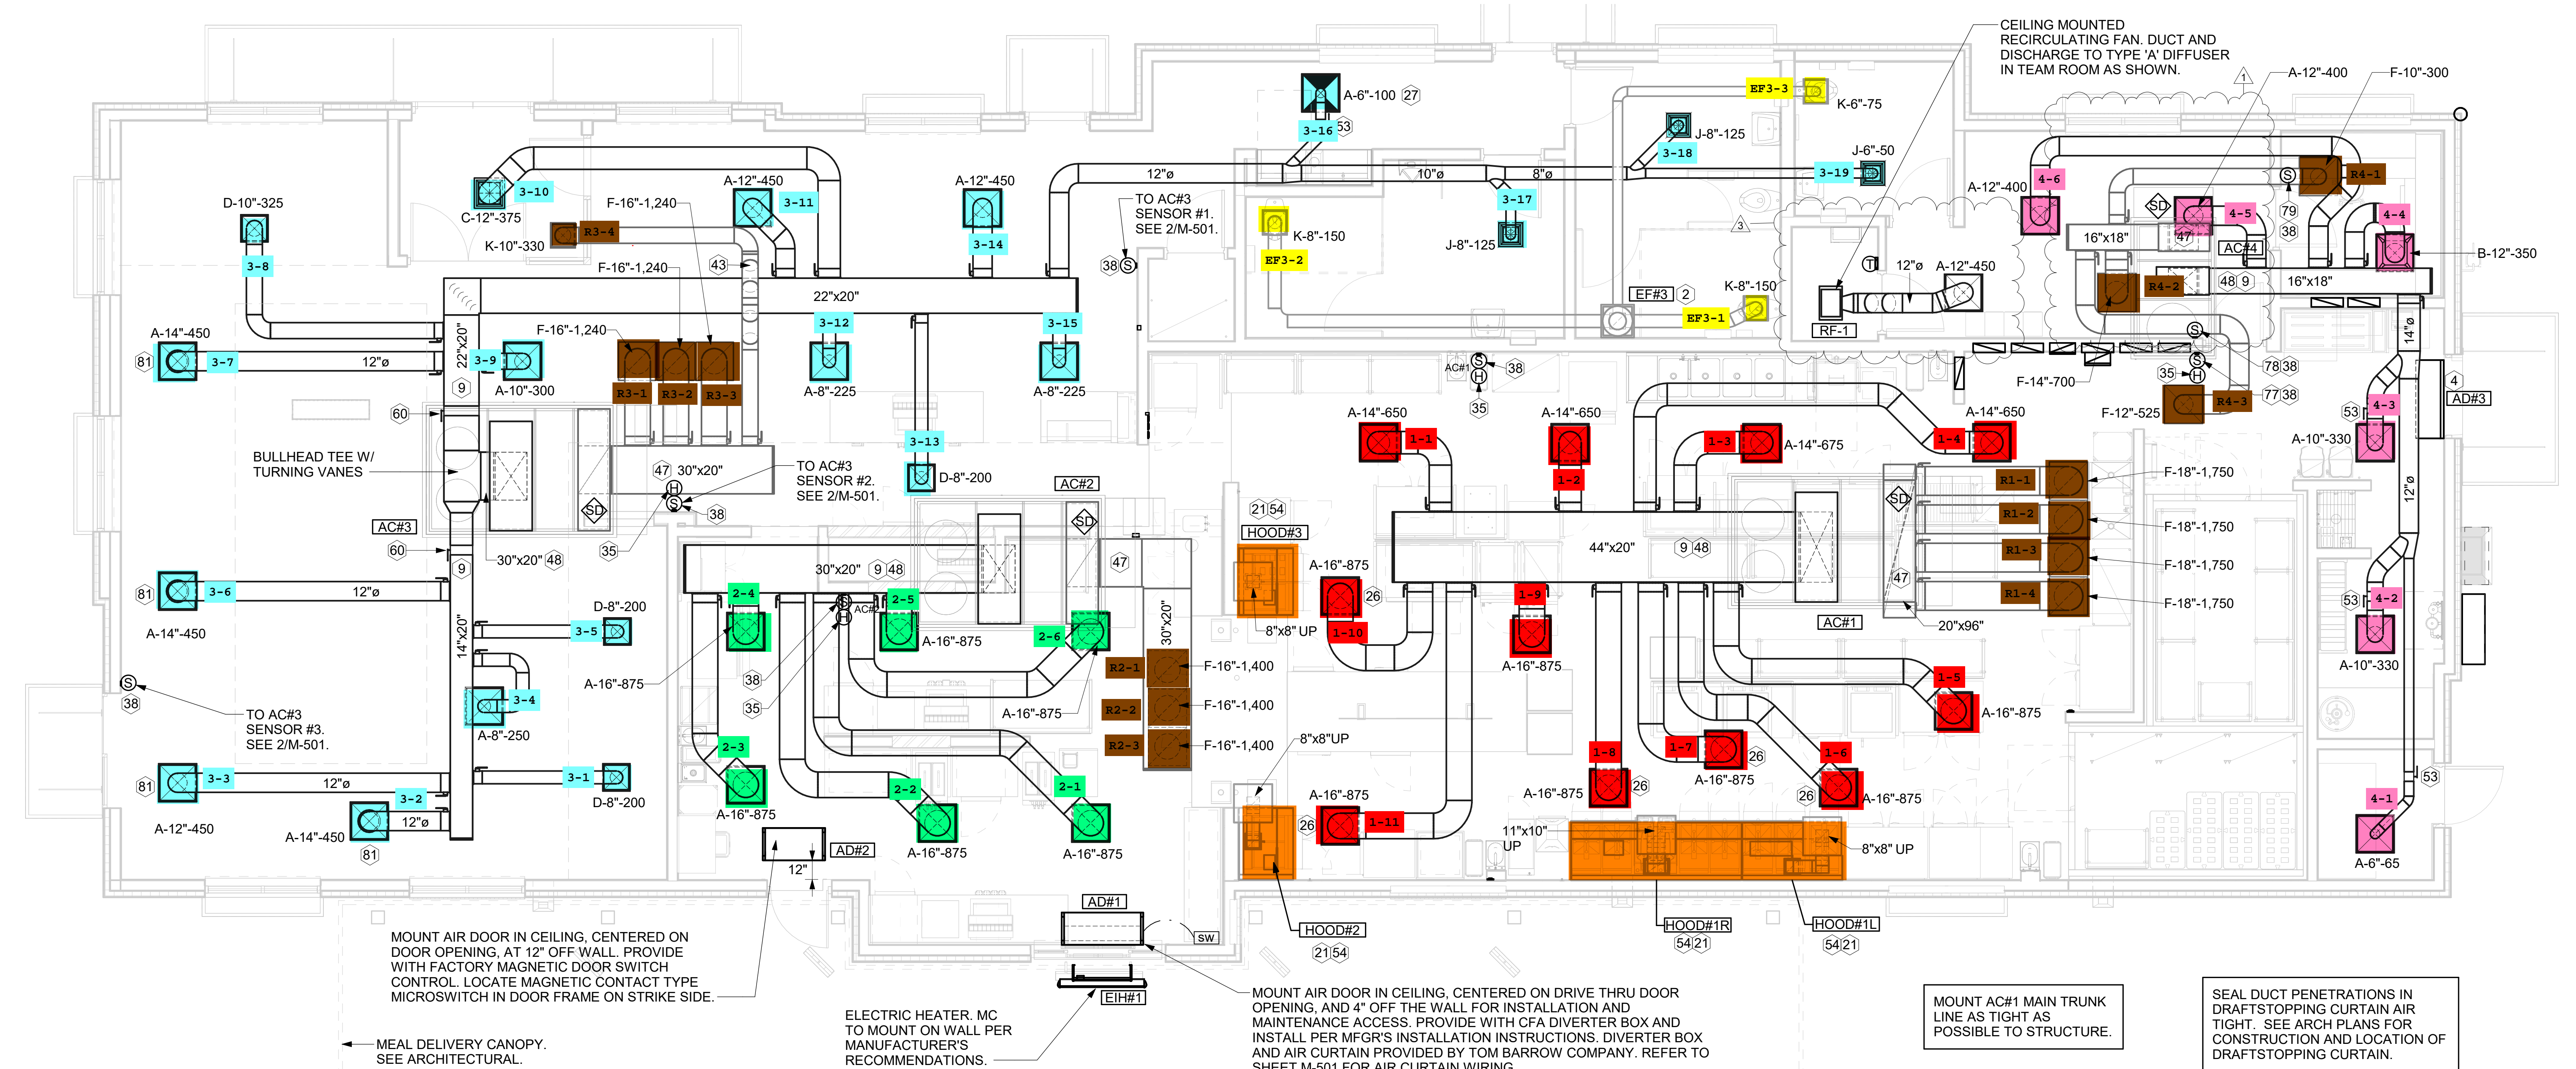 CEILING MOUNTED
RECIRCULATING FAN. DUCT AND
DISCHARGE TO TYPE 'A' DIFFUSER
IN TEAM ROOM AS SHOWN.
1
A-12"-400
F-10"-300
EF3-3
K-6"-75
A-6"-100
27
3-16
53
J-8"-125
3-18
J-6"-50
3-19
12"ø
10"ø
8"ø
3-17
J-8"-125
A-12"-400
4-6
S
79
38
R4-1
SD
4-5
4-4
16"x18"
47
AC#4
B-12"-350
48
9
16"x18"
R4-2
3-10
C-12"-375
A-12"-450
3-11
F-16"-1,240
A-12"-450
3-14
TO AC#3
SENSOR #1.
SEE 2/M-501.
38
S
D-10"-325
3-8
K-10"-330
R3-4
F-16"-1,240
43
K-8"-150
EF3-2
3
EF#3
2
K-8"-150
EF3-1
T
12"ø
A-12"-450
RF-1
22"x20"
22"x20"
F-16"-1,240
A-14"-450
81
3-7
12"ø
3-9
A-10"-300
9
R3-1
R3-2
R3-3
3-12
A-8"-225
3-15
A-8"-225
AC#1
S
H
38
35
S
78
38
S
H
35
77
38
F-14"-700
F-12"-525
R4-3
14"ø
4
AD#3
53
4-3
A-10"-330
60
BULLHEAD TEE W/
TURNING VANES
47
30"x20"
H
S
38
35
SD
TO AC#3
SENSOR #2.
SEE 2/M-501.
3-13
D-8"-200
AC#2
SD
AC#3
60
9
30"x20"
48
A-14"-650
1-1
A-14"-650
1-2
1-3
A-14"-675
A-14"-650
1-4
SD
R1-1
F-18"-1,750
R1-2
F-18"-1,750
R1-3
F-18"-1,750
R1-4
F-18"-1,750
47
20"x96"
AC#1
44"x20"
9
48
12"ø
21
54
HOOD#3
8"x8" UP
A-16"-875
26
1-10
1-9
A-16"-875
81
3-6
12"ø
A-14"-450
D-8"-200
3-5
14"x20"
30"x20"
9
48
47
30"x20"
2-4
S
AC#2
H
2-5
A-16"-875
2-6
A-16"-875
38
35
A-16"-875
R2-1
F-16"-1,400
R2-2
F-16"-1,400
R2-3
F-16"-1,400
53
4-2
A-10"-330
S
38
TO AC#3
SENSOR #3.
SEE 2/M-501.
3-4
A-8"-250
1-5
A-16"-875
8"x8"UP
2-3
A-16"-875
1-8
A-16"-875
26
1-7
26
A-16"-875
1-6
26
A-16"-875
81
3-3
12"ø
A-12"-450
3-2
12"ø
A-14"-450
81
3-1
D-8"-200
2-2
A-16"-875
2-1
A-16"-875
A-16"-875
26
1-11
53
4-1
A-6"-65
AD#2
12"
11"x10"
UP
8"x8" UP
AD#1
SW
HOOD#2
21
54
HOOD#1R
54
21
HOOD#1L
54
21
EIH#1
MOUNT AIR DOOR IN CEILING, CENTERED ON
DOOR OPENING, AT 12" OFF WALL. PROVIDE
WITH FACTORY MAGNETIC DOOR SWITCH
CONTROL. LOCATE MAGNETIC CONTACT TYPE
MICROSWITCH IN DOOR FRAME ON STRIKE SIDE.
MEAL DELIVERY CANOPY.
SEE ARCHITECTURAL.
ELECTRIC HEATER. MC
TO MOUNT ON WALL PER
MANUFACTURER'S
RECOMMENDATIONS.
MOUNT AIR DOOR IN CEILING, CENTERED ON DRIVE THRU DOOR
OPENING, AND 4" OFF THE WALL FOR INSTALLATION AND
MAINTENANCE ACCESS. PROVIDE WITH CFA DIVERTER BOX AND
INSTALL PER MFGR'S INSTALLATION INSTRUCTIONS. DIVERTER BOX
AND AIR CURTAIN PROVIDED BY TOM BARROW COMPANY. REFER TO
SHEET M-501 FOR AIR CURTAIN WIRING.
MOUNT AC#1 MAIN TRUNK
LINE AS TIGHT AS
POSSIBLE TO STRUCTURE.
SEAL DUCT PENETRATIONS IN
DRAFTSTOPPING CURTAIN AIR
TIGHT. SEE ARCH PLANS FOR
CONSTRUCTION AND LOCATION OF
DRAFTSTOPPING CURTAIN.